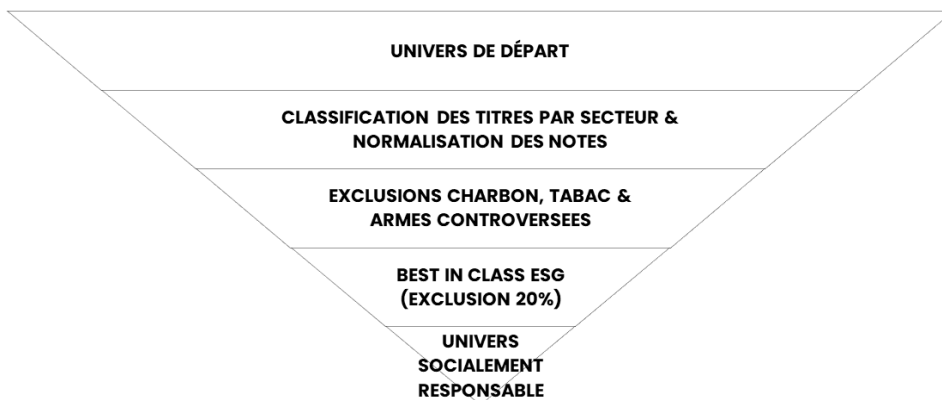 UNIVERS DE DÉPART
CLASSIFICATION DES TITRES PAR SECTEUR &
NORMALISATION DES NOTES
EXCLUSIONS CHARBON, TABAC &
ARMES CONTROVERSEES
BEST IN CLASS ESG
(EXCLUSION 20%)
UNIVERS
SOCIALEMENT
RESPONSABLE